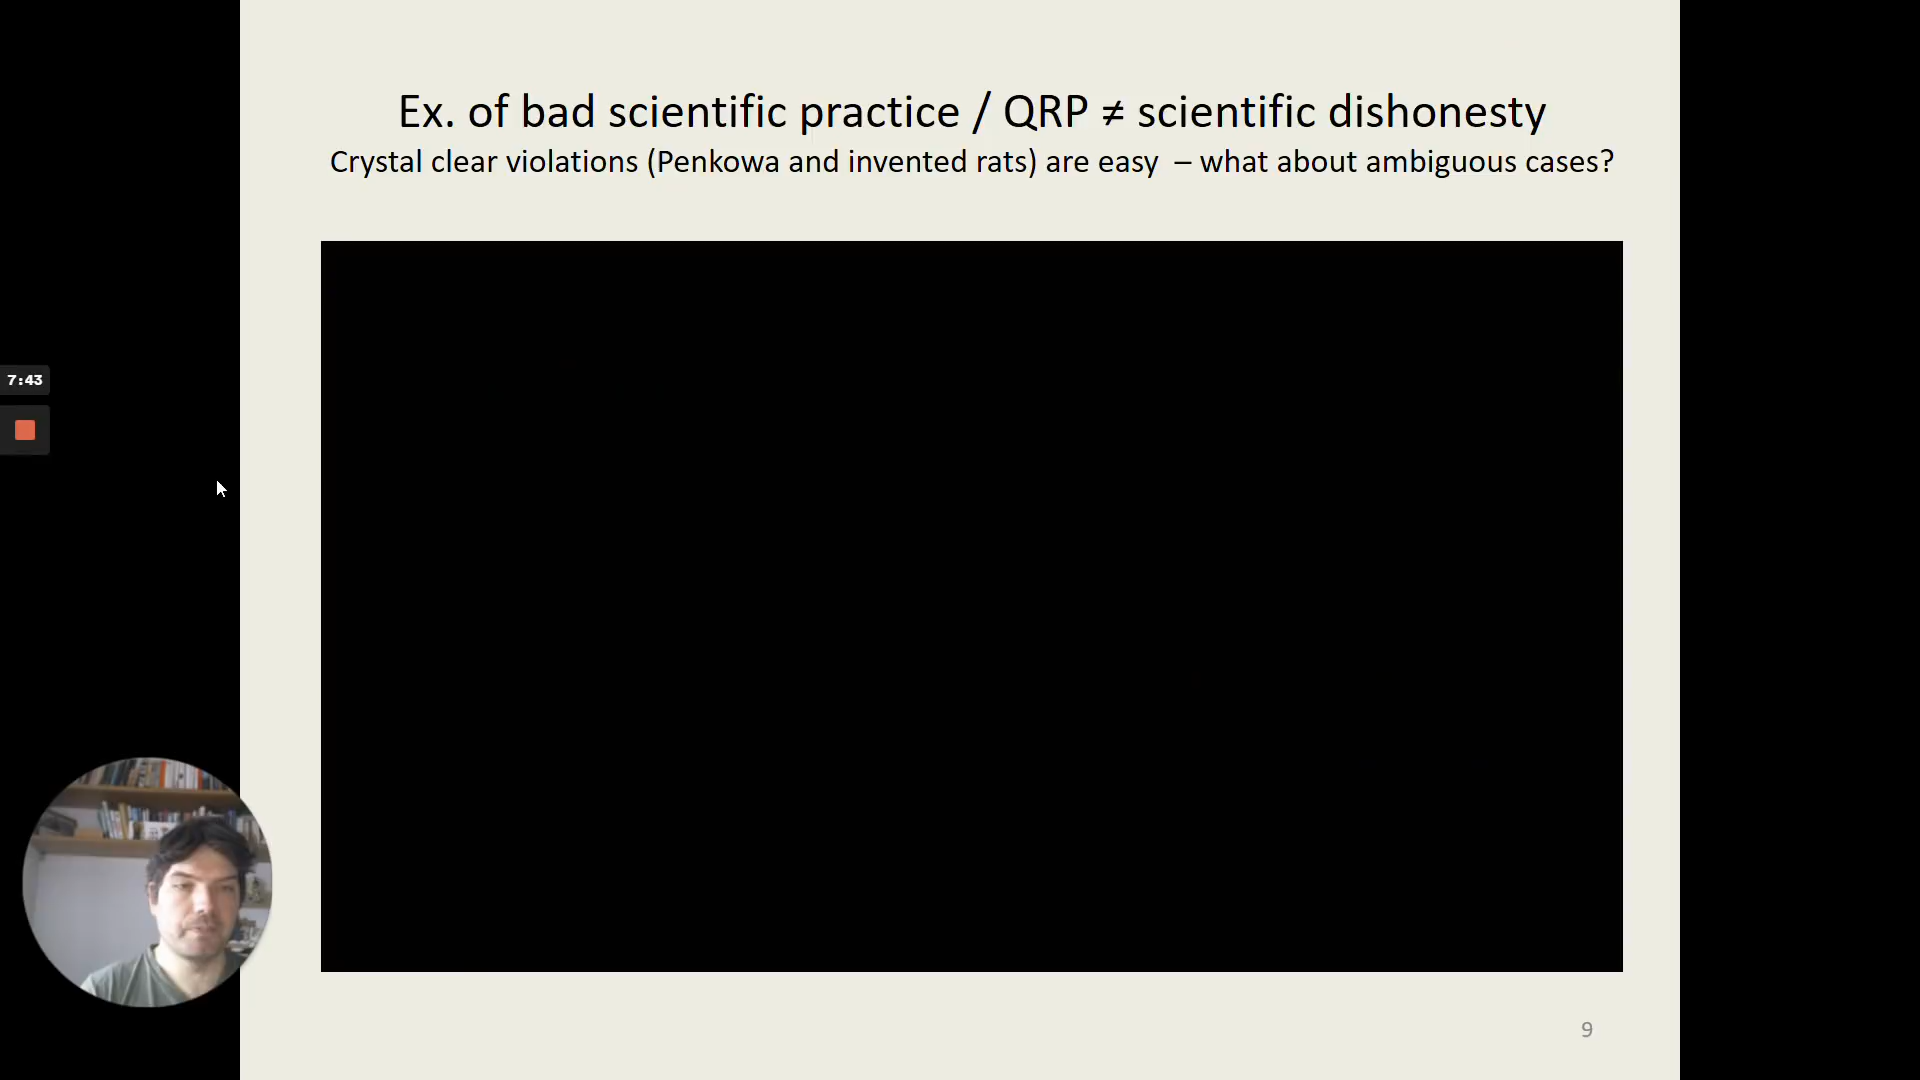 Ex. of bad scientific practice / QRP ≠ scientific dishonesty
Crystal clear violations (Penkowa and invented rats) are easy – what about ambiguous cases?
7:43
9